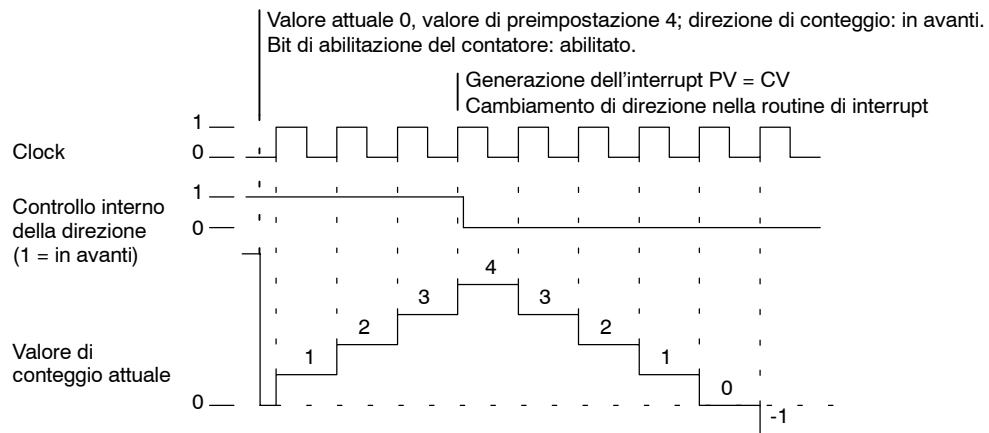 Valore attuale 0, valore di preimpostazione 4; direzione di conteggio: in avanti.
Bit di abilitazione del contatore: abilitato.
Generazione dell'interrupt PV = CV
Cambiamento di direzione nella routine di interrupt
Clock
1
0
Controllo interno
della direzione
(1 = in avanti)
1
0
4
3
3
2
2
1
1
0
-1
Valore di
conteggio attuale
0